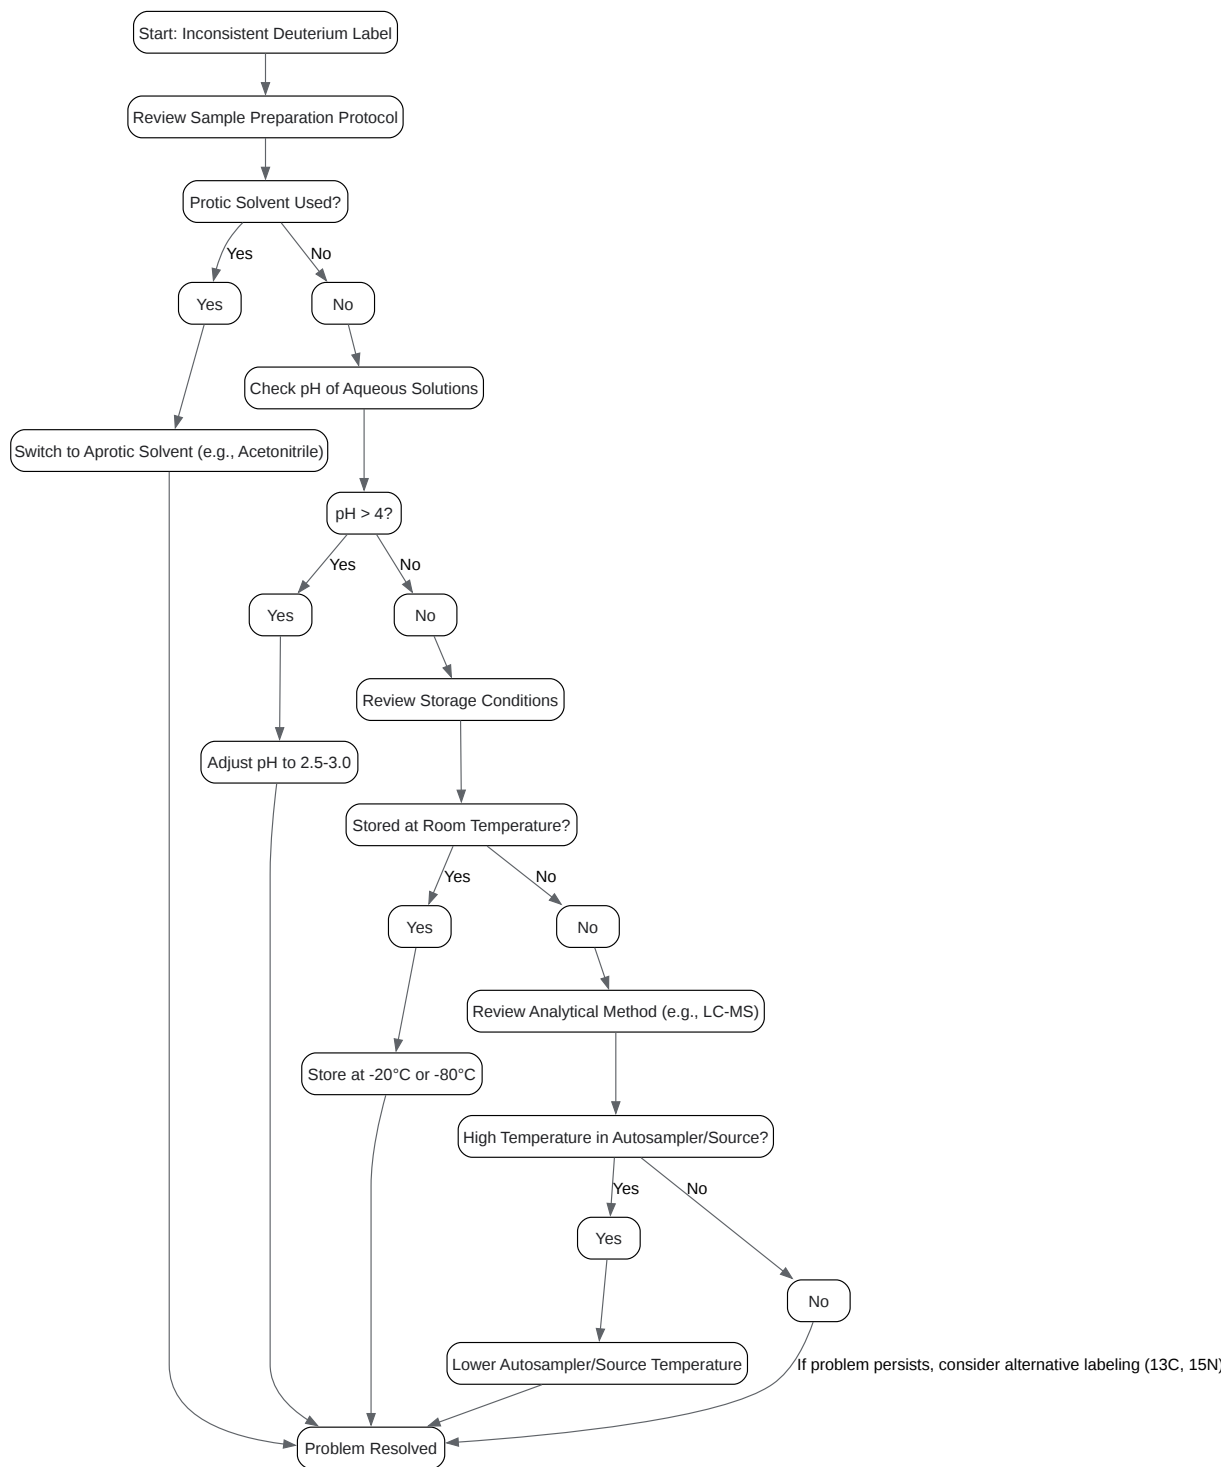 Start: Inconsistent Deuterium Label
Review Sample Preparation Protocol
Protic Solvent Used?
Yes
No
Yes
No
Check pH of Aqueous Solutions
Switch to Aprotic Solvent (e.g., Acetonitrile)
pH > 4?
Yes
No
Yes
No
Review Storage Conditions
Adjust pH to 2.5-3.0
Stored at Room Temperature?
Yes
No
Yes
No
Review Analytical Method (e.g., LC-MS)
Store at -20°C or -80°C
High Temperature in Autosampler/Source?
Yes
No
Yes
No
Lower Autosampler/Source Temperature
If problem persists, consider alternative labeling (13C, 15N)
Problem Resolved